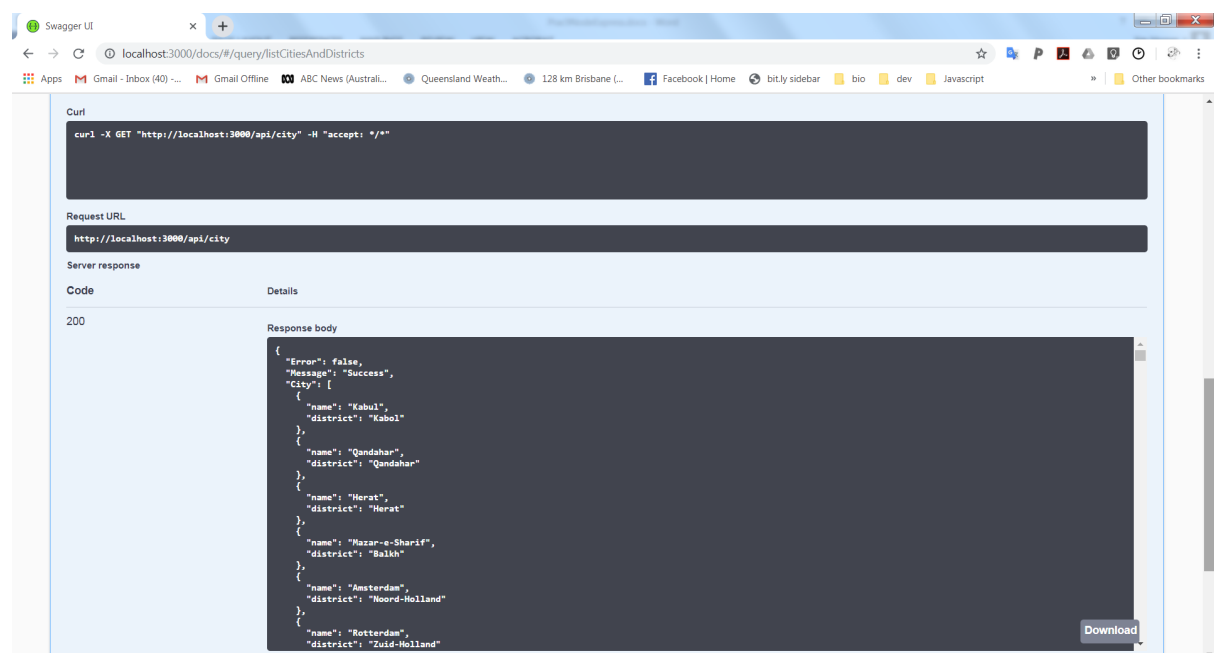 Swagger UI
localhost:3000/docs/#/query/listCitiesAndDistricts
Apps Gmail - Inbox (40) -... Gmail Offline ABC News (Australi... Queensland Weath... 128 km Brisbane (... Facebook | Home bit.ly sidebar bio dev Javascript » Other bookmarks
Curl
curl -X GET "http://localhost:3000/api/city" -H "accept: */*"
Request URL
http://localhost:3000/api/city
Server response
Code Details
200
Response body
{
"Error": false,
"Message": "Success",
"City": [
{
"name": "Kabul",
"district": "Kabol"
},
{
"name": "Qandahar",
"district": "Qandahar"
},
{
"name": "Herat",
"district": "Herat"
},
{
"name": "Mazar-e-Sharif",
"district": "Balkh"
},
{
"name": "Amsterdam",
"district": "Noord-Holland"
},
{
"name": "Rotterdam",
"district": "Zuid-Holland"
Download